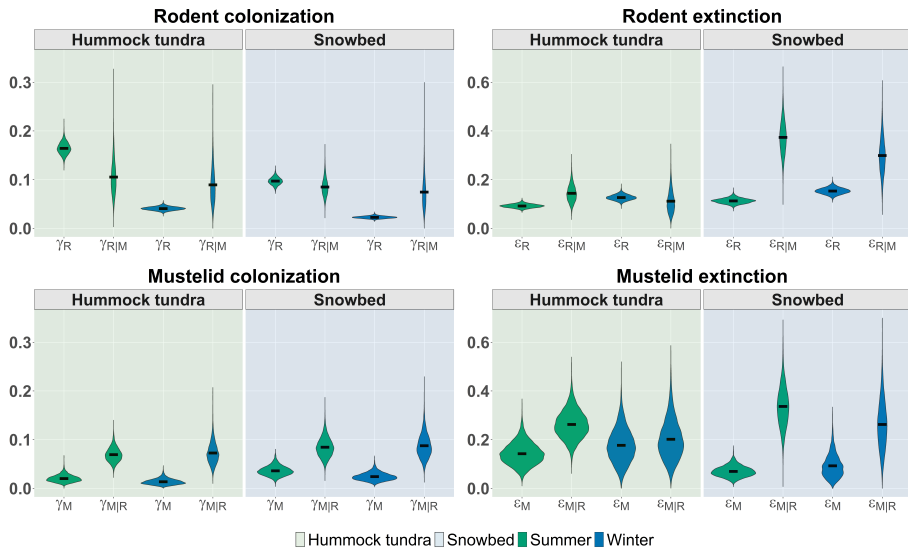 Rodent colonization
Hummock tundra Snowbed
0.3
0.2
0.1
0.0
γR γR|M γR γR|M γR γR|M γR γR|M
Rodent extinction
Hummock tundra Snowbed
0.6
0.4
0.2
0.0
εR εR|M εR εR|M εR εR|M εR εR|M
Mustelid colonization
Hummock tundra Snowbed
0.3
0.2
0.1
0.0
γM γM|R γM γM|R γM γM|R γM γM|R
Mustelid extinction
Hummock tundra Snowbed
0.6
0.4
0.2
0.0
εM εM|R εM εM|R εM εM|R εM εM|R
Hummock tundra Snowbed Summer Winter